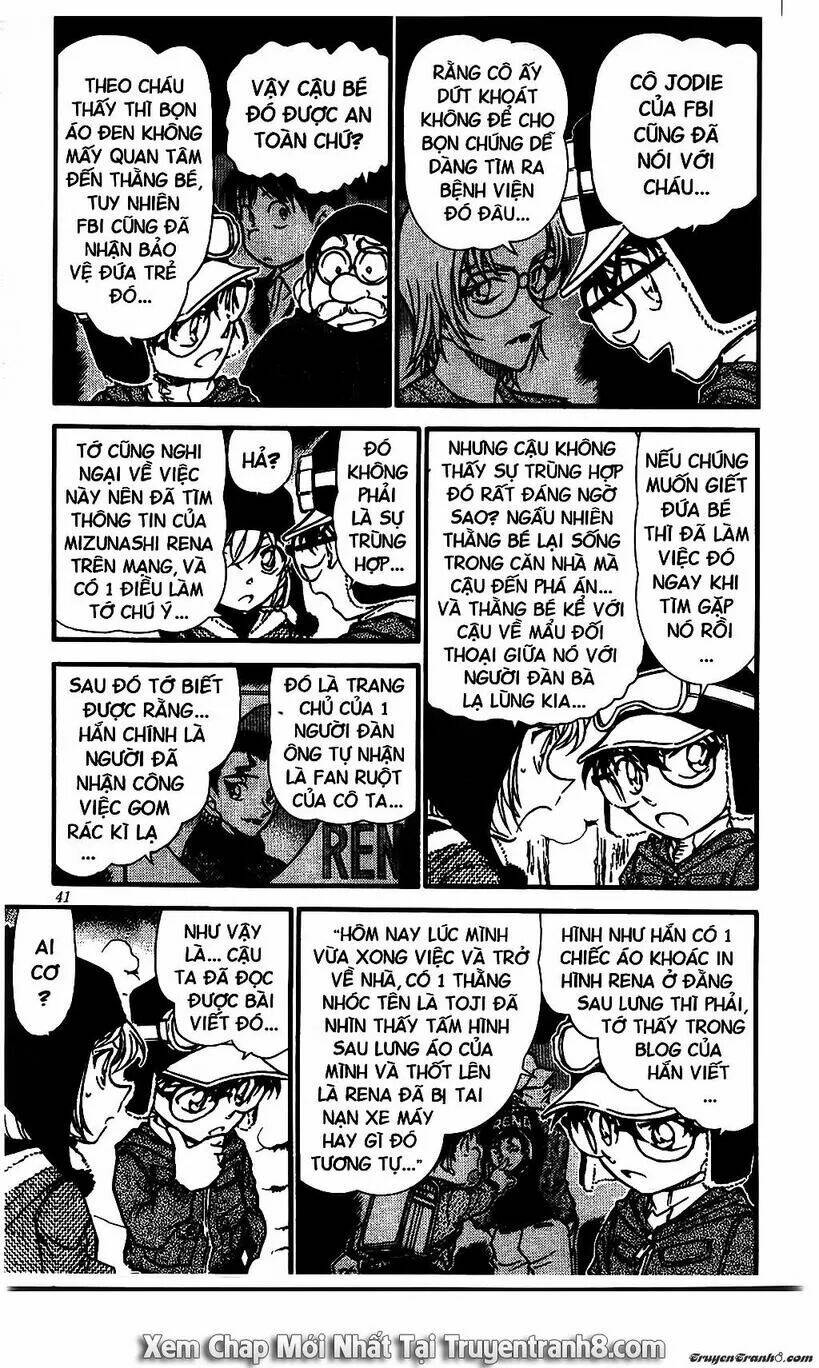 CÔ JODIE
CỦA FBI
CŨNG ĐÃ
NÓI VỚI
CHÁU...
RẰNG CÔ ẤY
DỨT KHOÁT
KHÔNG ĐỂ CHO
BỌN CHÚNG DỄ
DÀNG TÌM RA
BỆNH VIỆN
ĐÓ ĐÂU...
VẬY CẬU BÉ
ĐÓ ĐƯỢC AN
TOÀN CHỨ?
THEO CHÁU
THẤY THÌ BỌN
ÁO ĐEN KHÔNG
MẤY QUAN TÂM
ĐẾN THẰNG BÉ,
TUY NHIÊN
FBI CŨNG ĐÃ
NHẬN BẢO
VỆ ĐỨA TRẺ
ĐÓ...
NẾU CHÚNG
MUỐN GIẾT
ĐỨA BÉ
THÌ ĐÃ LÀM
VIỆC ĐÓ
NGAY KHI
TÌM GẶP
NÓ RỒI
...
NHƯNG CẬU KHÔNG
THẤY SỰ TRÙNG HỢP
ĐÓ RẤT ĐÁNG NGỜ
SAO? NGẪU NHIÊN
THẰNG BÉ LẠI SỐNG
TRONG CĂN NHÀ MÀ
CẬU ĐẾN PHÁ ÁN...
VÀ THẰNG BÉ KỂ VỚI
CẬU VỀ MẨU ĐỐI
THOẠI GIỮA NÓ VỚI
NGƯỜI ĐÀN BÀ
LẠ LÙNG KIA...
ĐÓ
KHÔNG
PHẢI
LÀ SỰ
TRÙNG
HỢP...
HẢ?
TỚ CŨNG NGHI
NGẠI VỀ VIỆC
NÀY NÊN ĐÃ TÌM
THÔNG TIN CỦA
MIZUNASHI RENA
TRÊN MẠNG, VÀ
CÓ 1 ĐIỀU LÀM
TỚ CHÚ Ý...
ĐÓ LÀ TRANG
CHỦ CỦA 1
NGƯỜI ĐÀN
ÔNG TỰ NHẬN
LÀ FAN RUỘT
CỦA CÔ TA...
SAU ĐÓ TỚ BIẾT
ĐƯỢC RẰNG...
HẮN CHÍNH LÀ
NGƯỜI ĐÃ
NHẬN CÔNG
VIỆC GOM
RÁC KÌ LẠ
...
REN
41
HÌNH NHƯ HẮN CÓ 1
CHIẾC ÁO KHOÁC IN
HÌNH RENA Ở ĐẰNG
SAU LƯNG THÌ PHẢI,
TỚ THẤY TRONG
BLOG CỦA
HẮN VIẾT
...
"HÔM NAY LÚC MÌNH
VỪA XONG VIỆC VÀ TRỞ
VỀ NHÀ, CÓ 1 THẰNG
NHÓC TÊN LÀ TOJI ĐÃ
NHÌN THẤY TẤM HÌNH
SAU LƯNG ÁO CỦA
MÌNH VÀ THỐT LÊN
LÀ RENA ĐÃ BỊ TAI
NẠN XE MÁY
HAY GÌ ĐÓ
TƯƠNG TỰ..."
RENA
NHƯ VẬY
LÀ... CẬU
TA ĐÃ ĐỌC
ĐƯỢC BÀI
VIẾT ĐÓ...
AI
CƠ
?
Xem Chap Mới Nhất Tại Truyentranh8.com
TruyenTranh8.com